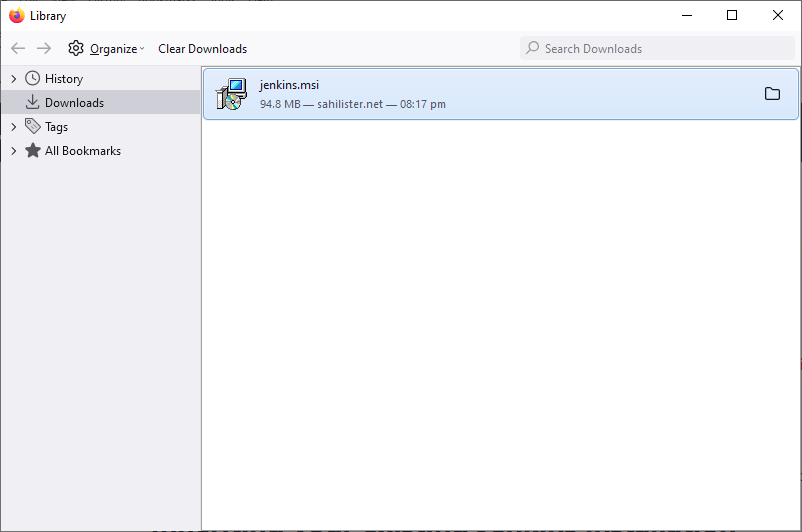 Library
Organize
Clear Downloads
Search Downloads
History
Downloads
Tags
All Bookmarks
jenkins.msi
94.8 MB — sahilister.net — 08:17 pm